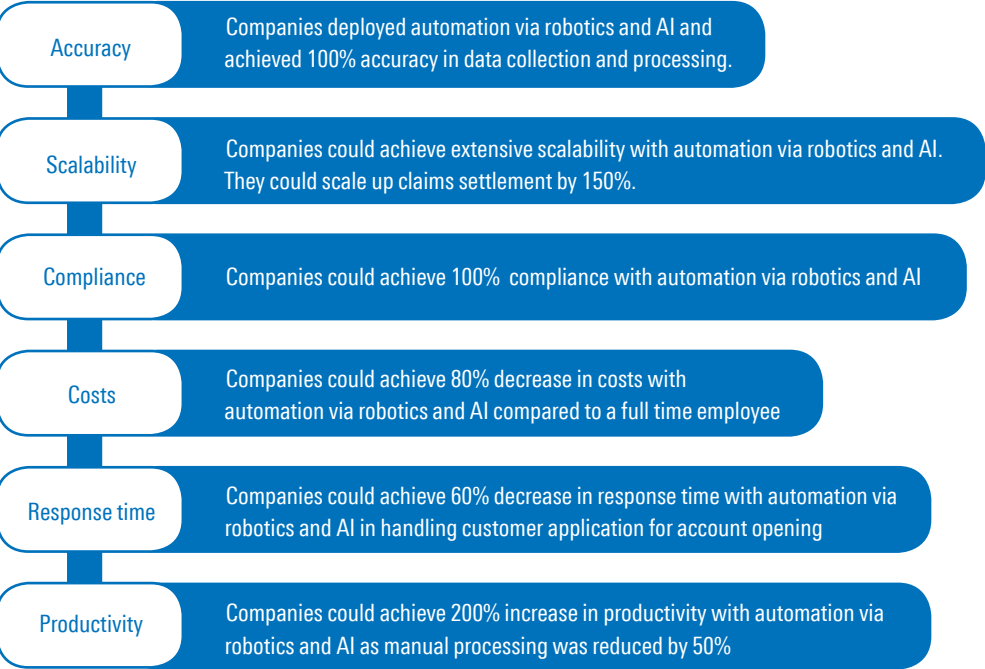 Accuracy
Companies deployed automation via robotics and AI and
achieved 100% accuracy in data collection and processing.
Scalability
Companies could achieve extensive scalability with automation via robotics and AI.
They could scale up claims settlement by 150%.
Compliance
Companies could achieve 100% compliance with automation via robotics and AI
Costs
Companies could achieve 80% decrease in costs with
automation via robotics and AI compared to a full time employee
Response time
Companies could achieve 60% decrease in response time with automation via
robotics and AI in handling customer application for account opening
Productivity
Companies could achieve 200% increase in productivity with automation via
robotics and AI as manual processing was reduced by 50%